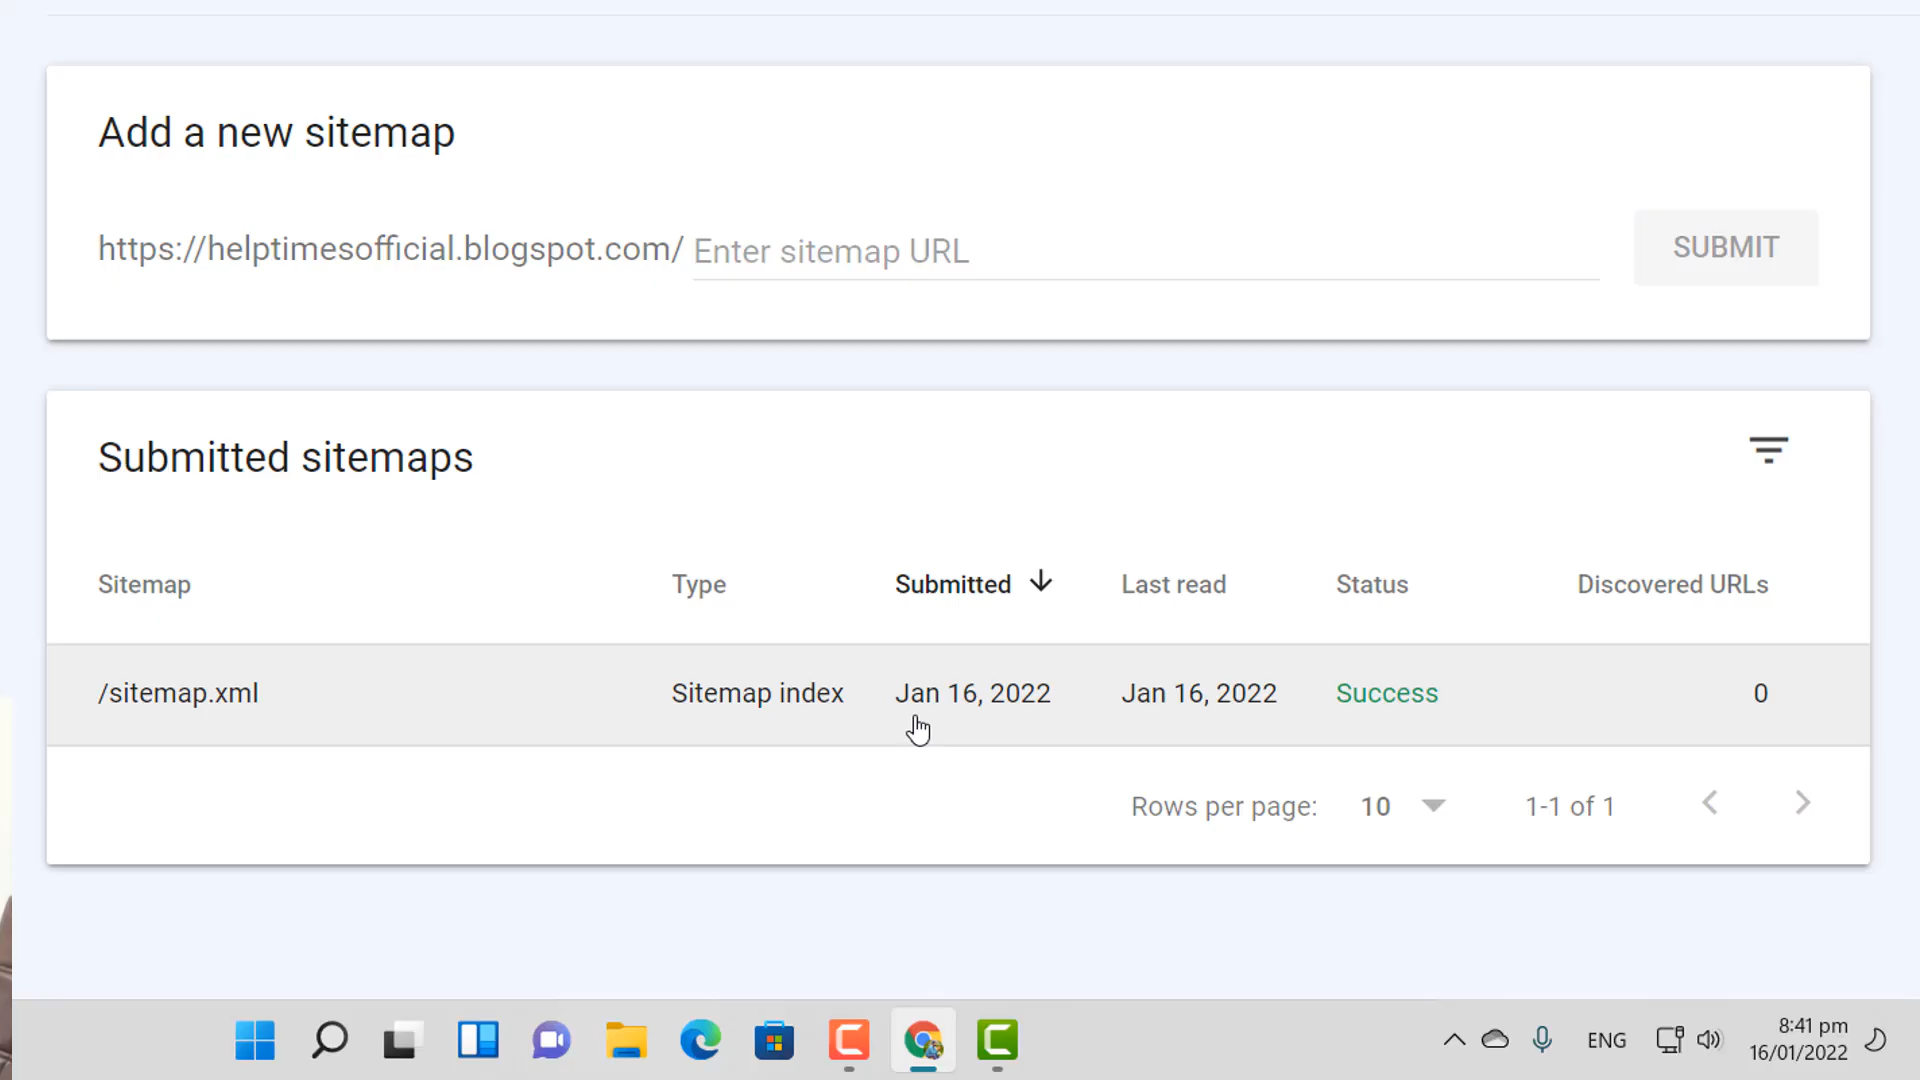 Add a new sitemap
https://helptimesofficial.blogspot.com/ Enter sitemap URL SUBMIT
Submitted sitemaps
Sitemap Type Submitted Last read Status Discovered URLs
/sitemap.xml Sitemap index Jan 16, 2022 Jan 16, 2022 Success 0
Rows per page: 10 1-1 of 1
ENG 8:41 pm
16/01/2022